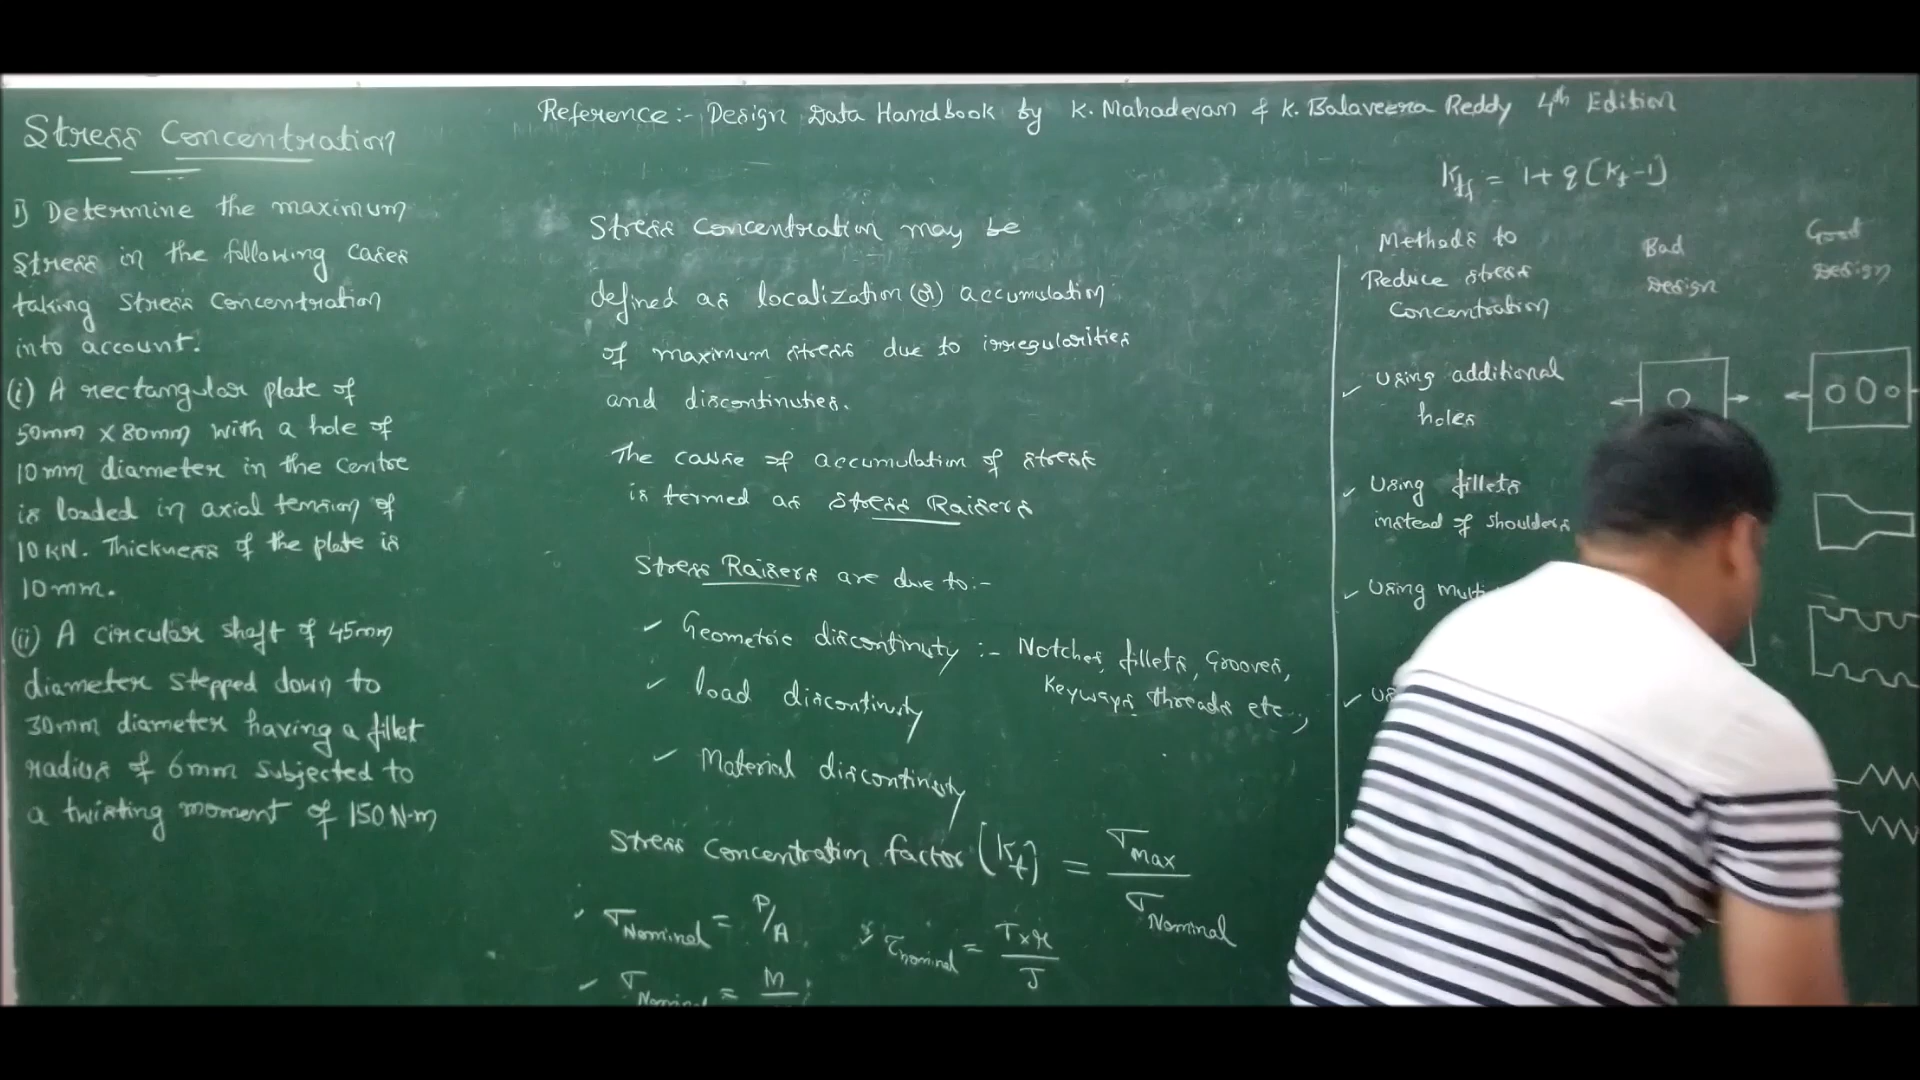 Reference:- Design Data Handbook by K. Mahadevan & K. Balaveera Reddy 4th Edition
Stress Concentration
1) Determine the maximum
stress in the following cases
taking stress concentration
into account.
(i) A rectangular plate of
50mm x 80mm with a hole of
10mm diameter in the centre
is loaded in axial tension of
10KN. Thickness of the plate is
10mm.
(ii) A circular shaft of 45mm
diameter stepped down to
30mm diameter having a fillet
radius of 6mm subjected to
a twisting moment of 150 N-m
Stress Concentration may be
defined as localization (or) accumulation
of maximum stress due to irregularities
and discontinuties.
The cause of accumulation of stress
is termed as Stress Raisers
Stress Raisers are due to:-
✓ Geometric discontinuty :- Notches, fillets, Grooves,
Keyways threads etc.,
✓ load discontinuty
✓ Material discontinuty
Stress Concentration factor (Kt) = σMax / σNominal
✓ σNominal = P/A
✓ τnominal = T x r / J
✓ σNominal = M
Ktf = 1 + q (Kt - 1)
Methods to
Reduce stress
Concentration
Bad
Design
Good
Design
✓ Using additional
holes
✓ Using fillets
instead of shoulders
✓ Using
✓